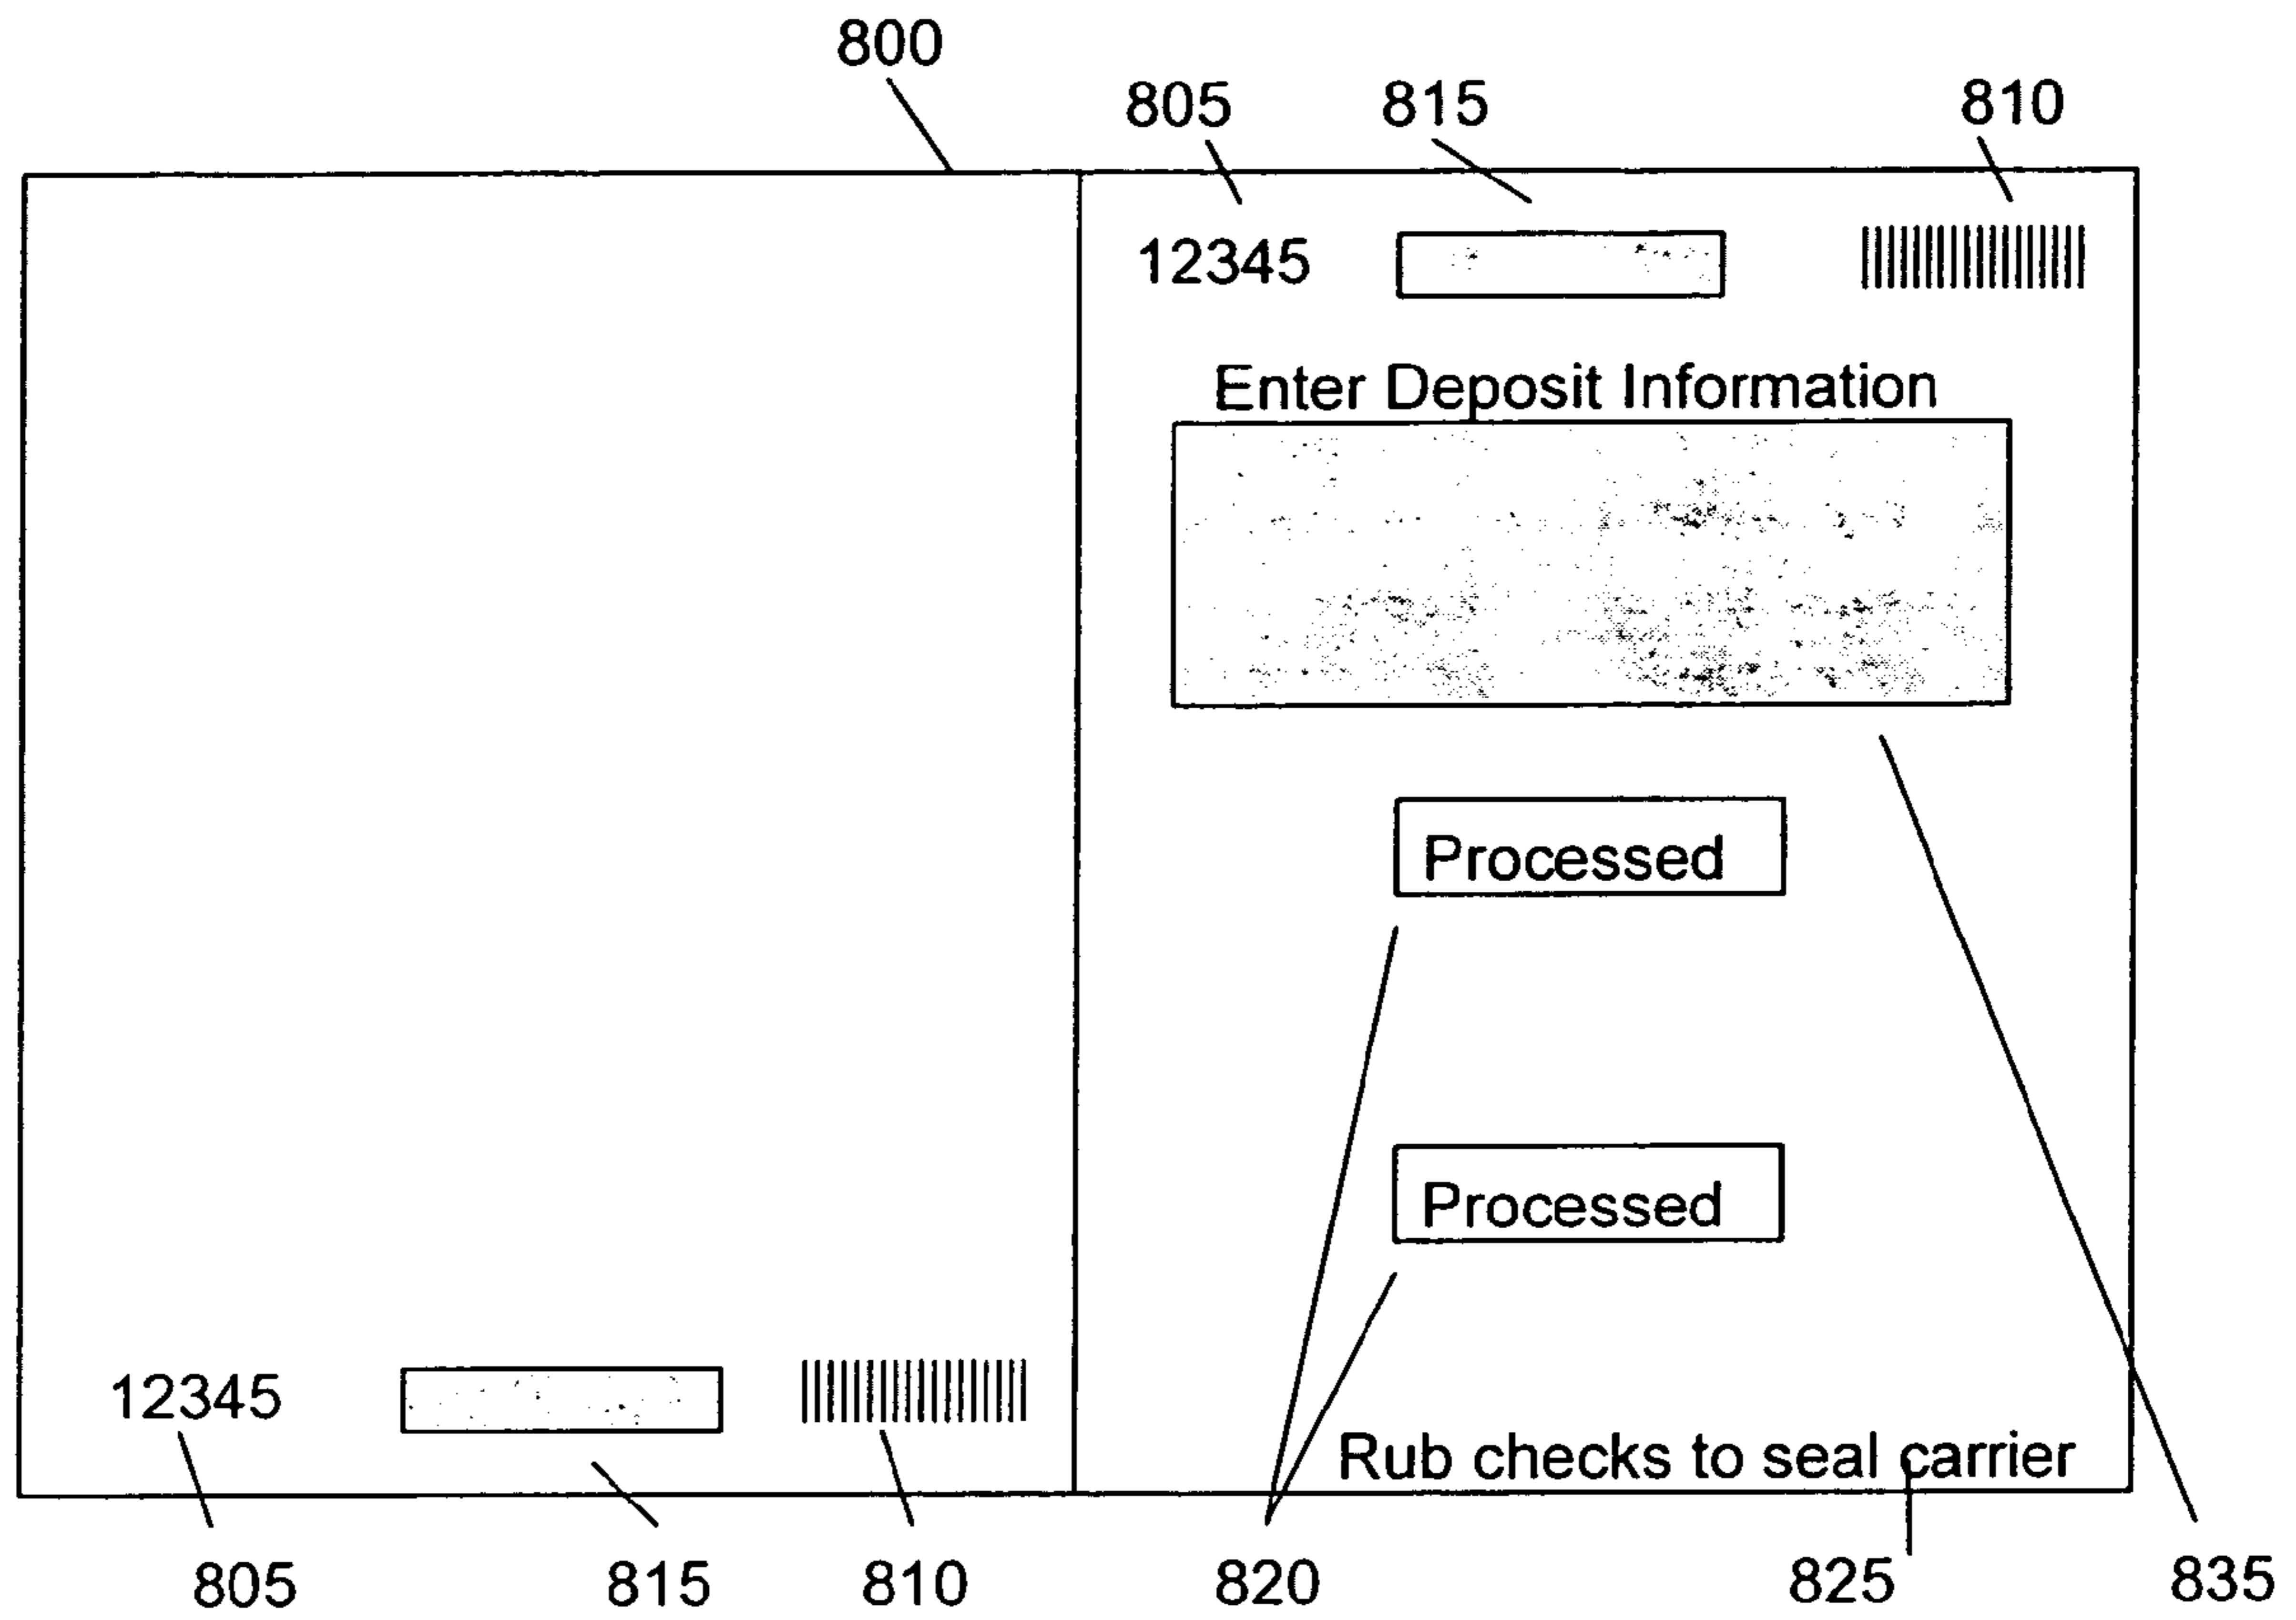 800
805 815 810
12345
Enter Deposit Information
Processed
Processed
12345
Rub checks to seal carrier
805 815 810 820 825 835